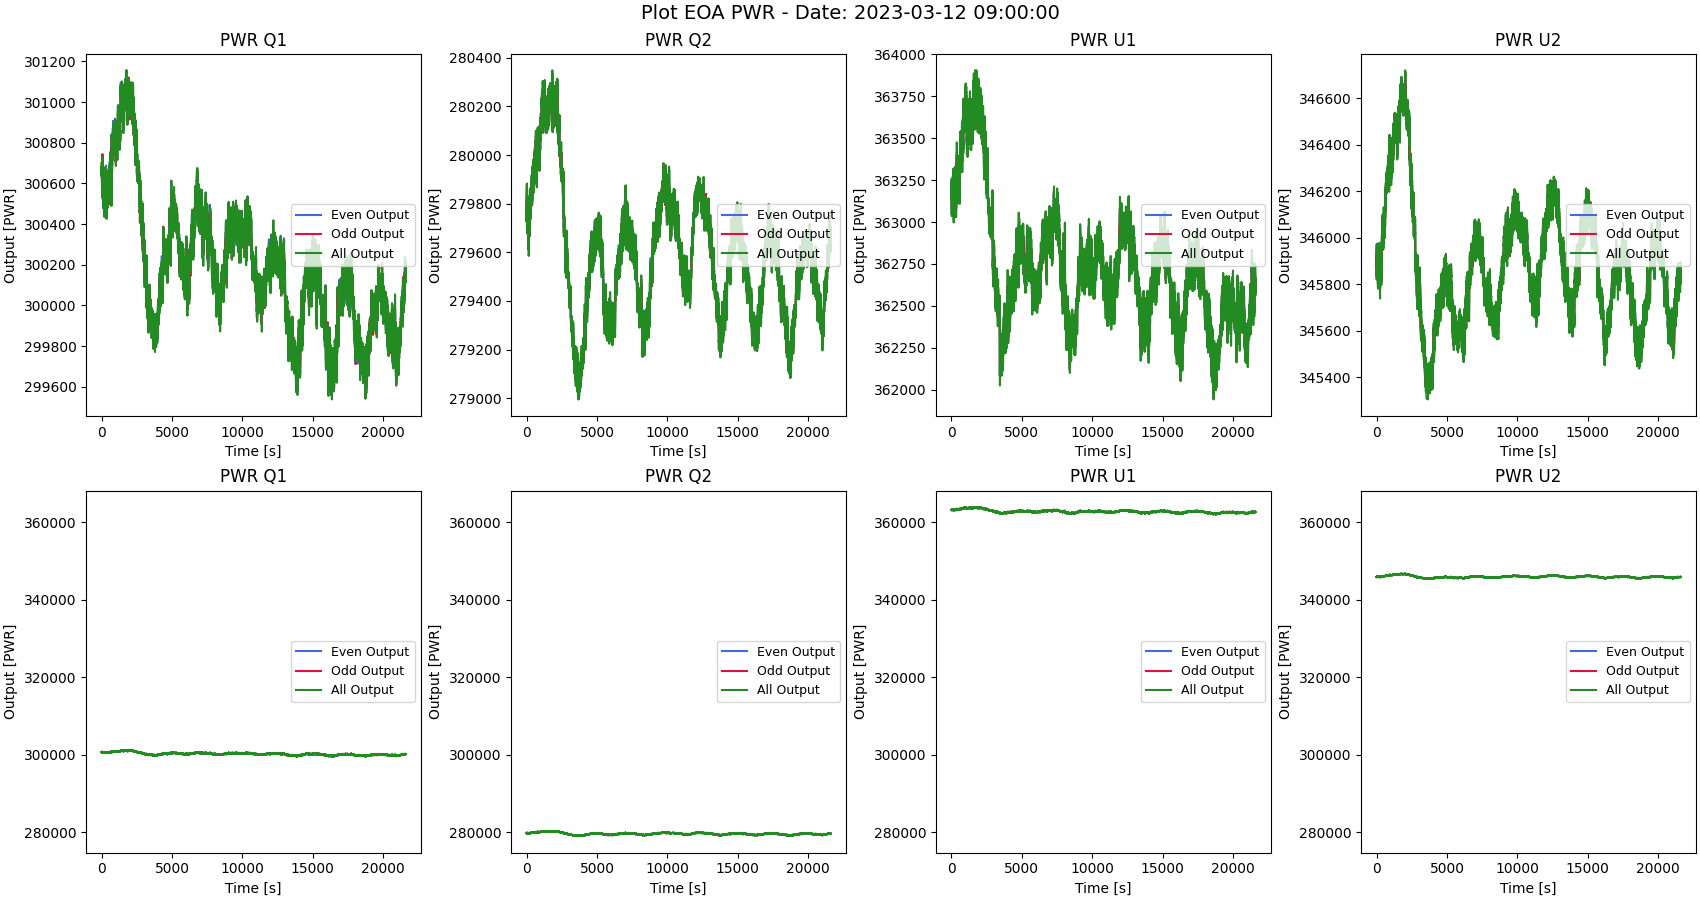 Plot EOA PWR - Date: 2023-03-12 09:00:00
PWR Q1
Output [PWR]
301200
301000
300800
300600
300400
300200
300000
299800
299600
0 5000 10000 15000 20000
Time [s]
Even Output
Odd Output
All Output
PWR Q2
Output [PWR]
280400
280200
280000
279800
279600
279400
279200
279000
0 5000 10000 15000 20000
Time [s]
Even Output
Odd Output
All Output
PWR U1
Output [PWR]
364000
363750
363500
363250
363000
362750
362500
362250
362000
0 5000 10000 15000 20000
Time [s]
Even Output
Odd Output
All Output
PWR U2
Output [PWR]
346600
346400
346200
346000
345800
345600
345400
0 5000 10000 15000 20000
Time [s]
Even Output
Odd Output
All Output
PWR Q1
Output [PWR]
360000
340000
320000
300000
280000
0 5000 10000 15000 20000
Time [s]
Even Output
Odd Output
All Output
PWR Q2
Output [PWR]
360000
340000
320000
300000
280000
0 5000 10000 15000 20000
Time [s]
Even Output
Odd Output
All Output
PWR U1
Output [PWR]
360000
340000
320000
300000
280000
0 5000 10000 15000 20000
Time [s]
Even Output
Odd Output
All Output
PWR U2
Output [PWR]
360000
340000
320000
300000
280000
0 5000 10000 15000 20000
Time [s]
Even Output
Odd Output
All Output